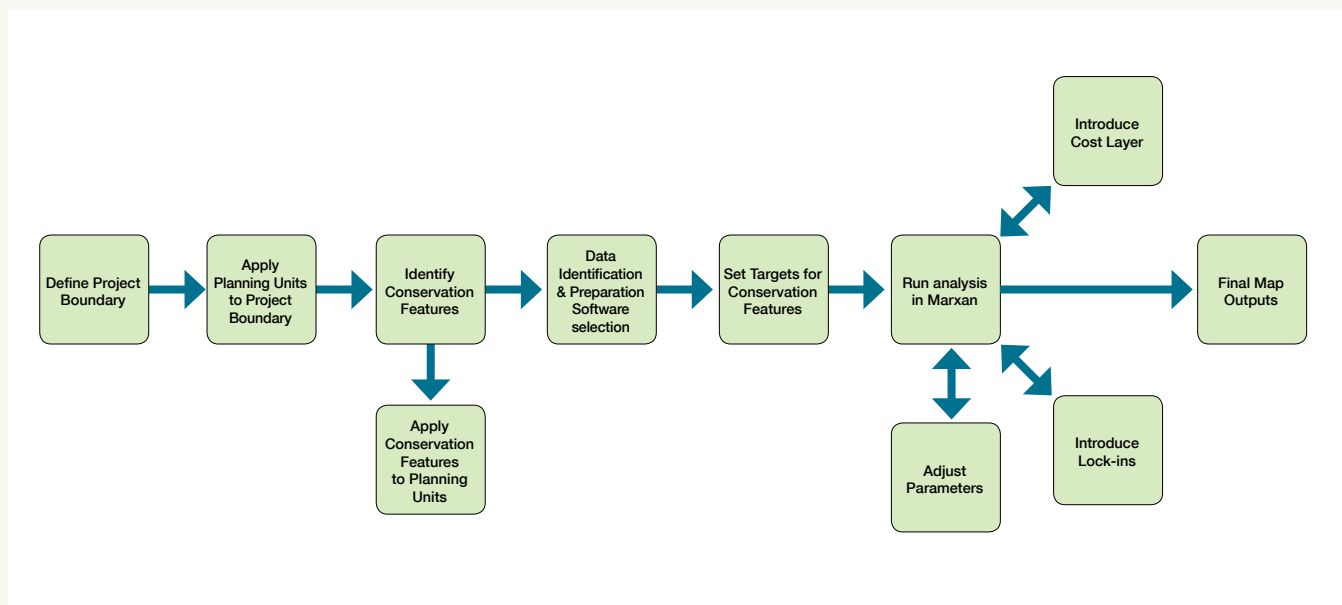 Define Project
Boundary
Apply
Planning Units
to Project
Boundary
Identify
Conservation
Features
Apply
Conservation
Features
to Planning
Units
Data
Identification
& Preparation
Software
selection
Set Targets for
Conservation
Features
Run analysis
in Marxan
Introduce
Cost Layer
Adjust
Parameters
Introduce
Lock-ins
Final Map
Outputs